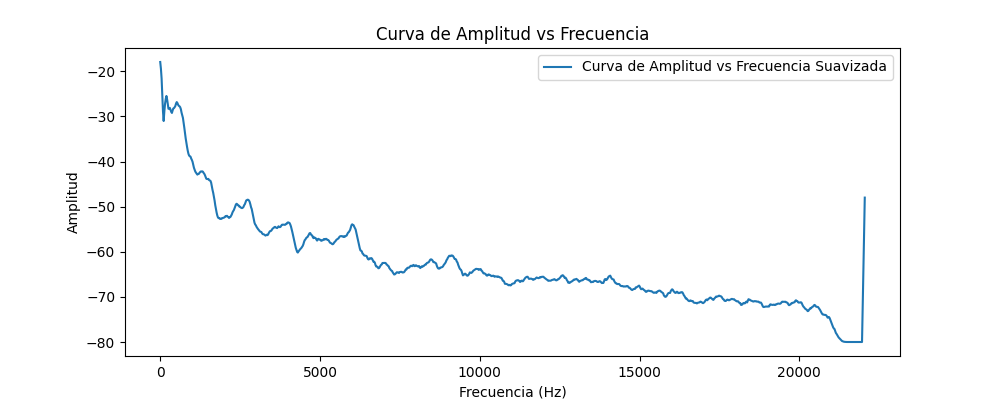 Curva de Amplitud vs Frecuencia
Curva de Amplitud vs Frecuencia Suavizada
Amplitud
−20
−30
−40
−50
−60
−70
−80
0 5000 10000 15000 20000
Frecuencia (Hz)